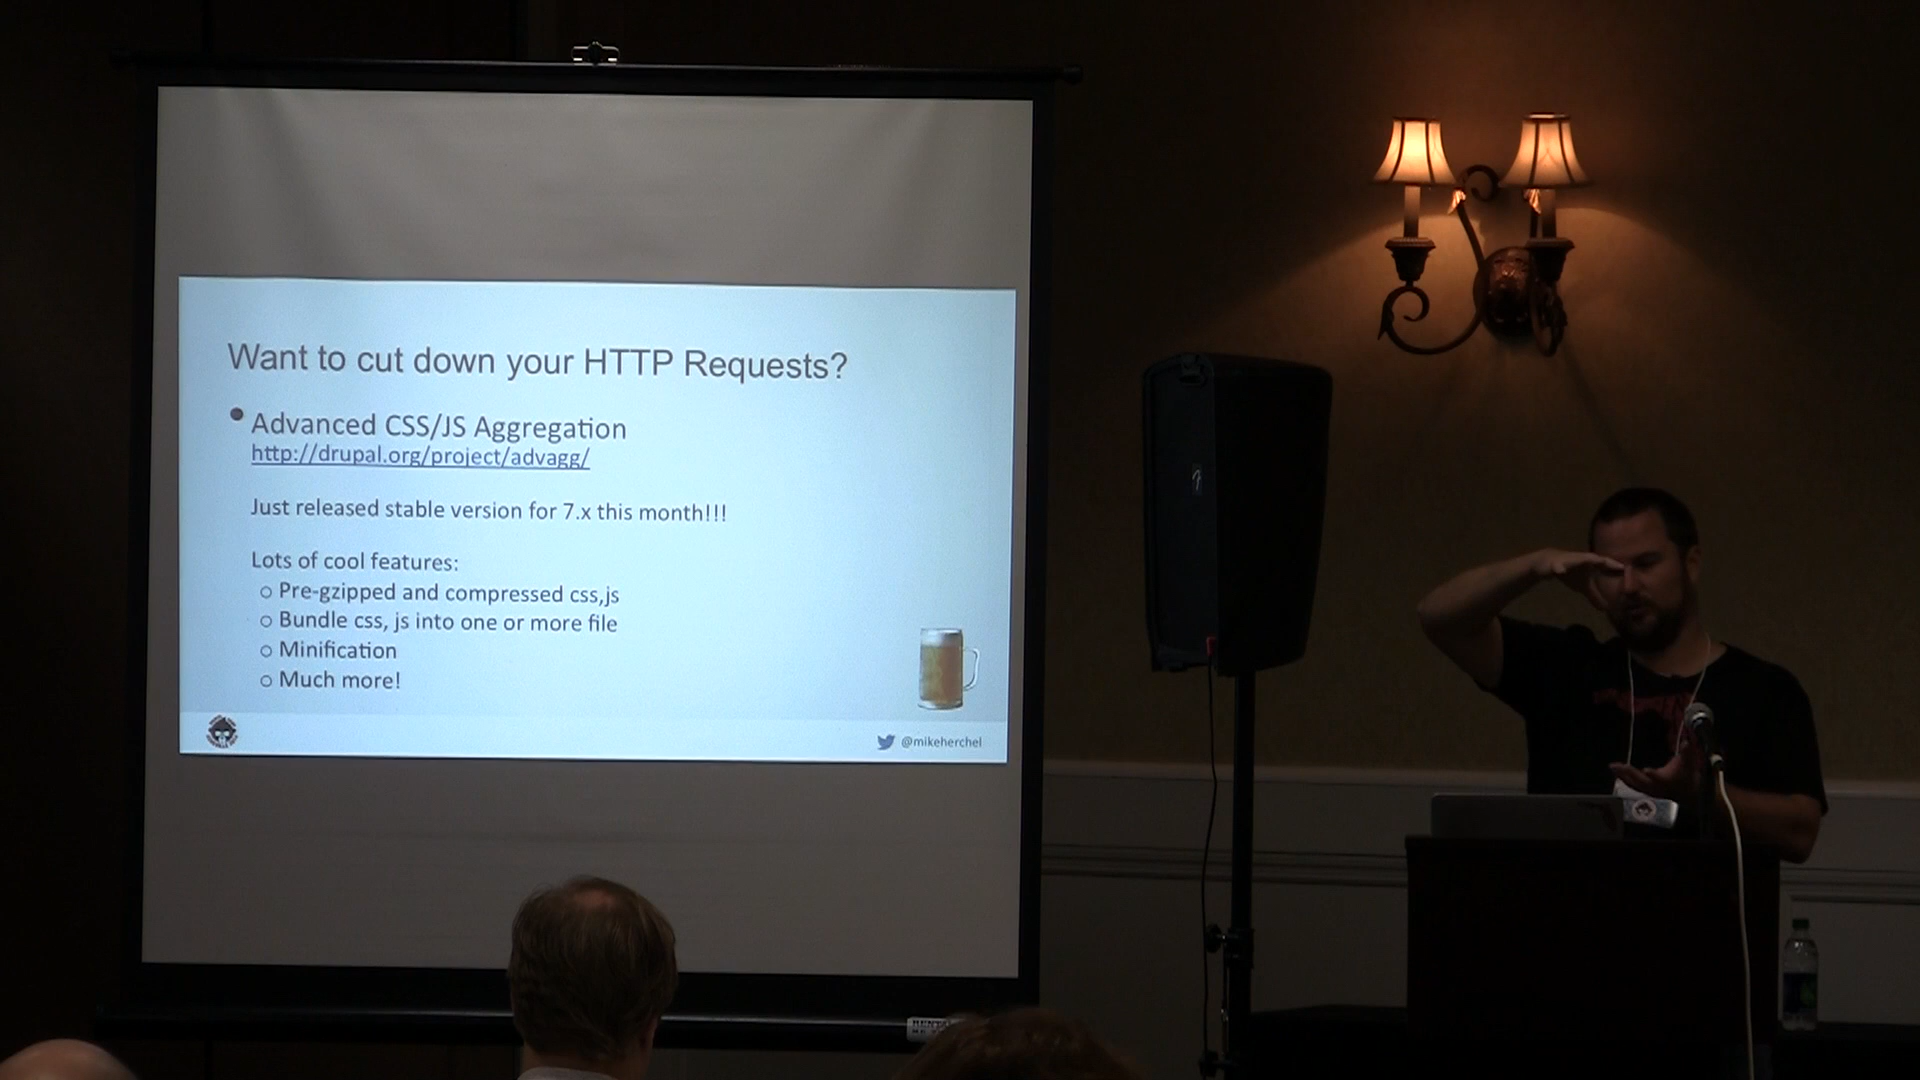 Want to cut down your HTTP Requests?
Advanced CSS/JS Aggregation
http://drupal.org/project/advagg/
Just released stable version for 7.x this month!!!
Lots of cool features:
Pre-gzipped and compressed css,js
Bundle css, js into one or more file
Minification
Much more!
@mikeherchel